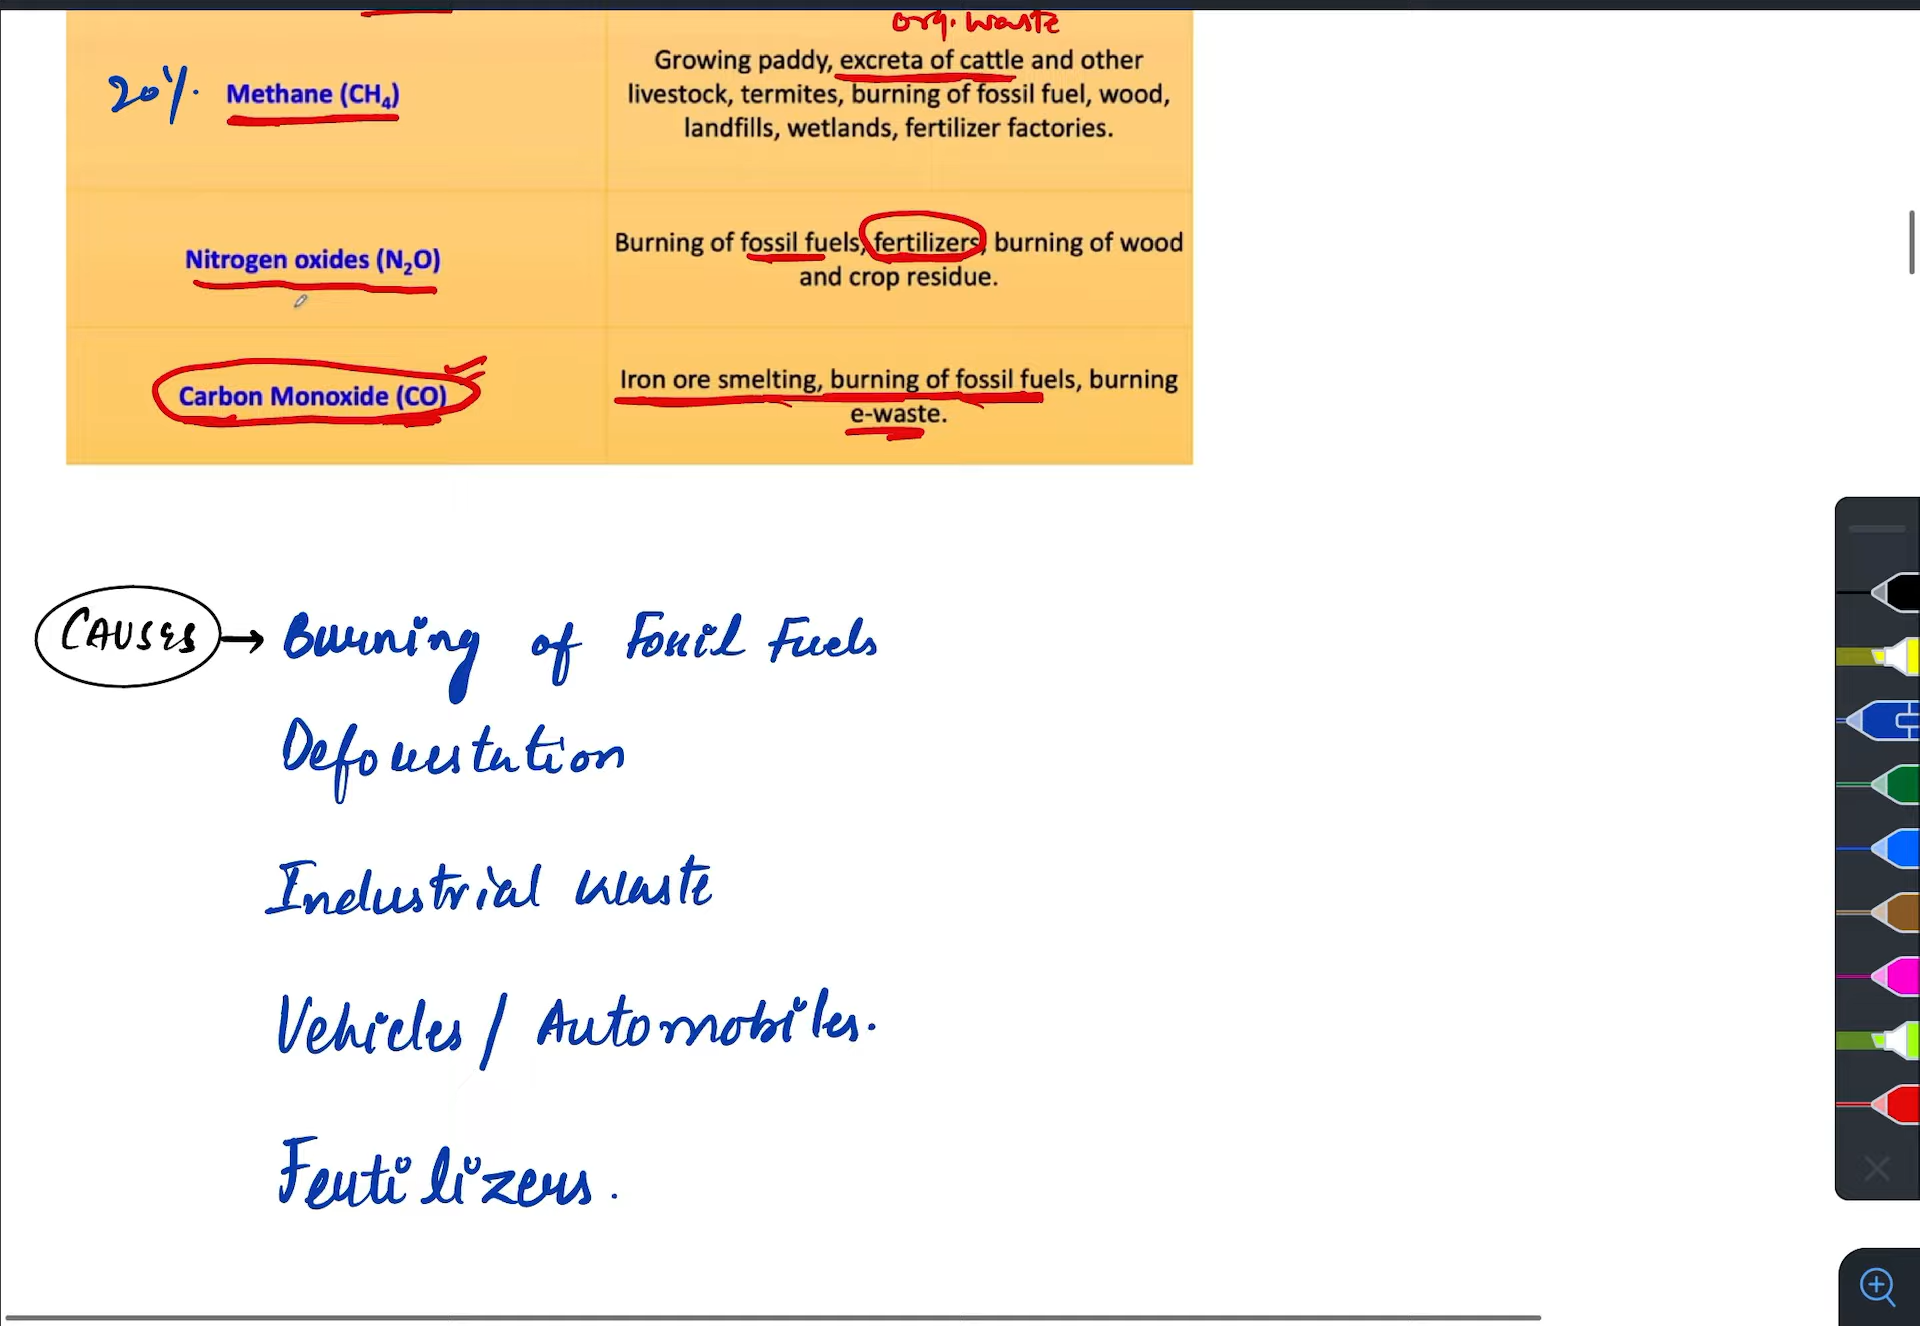 org. waste
20%. Methane (CH₄)
Growing paddy, excreta of cattle and other
livestock, termites, burning of fossil fuel, wood,
landfills, wetlands, fertilizer factories.
Nitrogen oxides (N₂O)
Burning of fossil fuels, fertilizers, burning of wood
and crop residue.
Carbon Monoxide (CO)
Iron ore smelting, burning of fossil fuels, burning
e-waste.
CAUSES → Burning of Fossil Fuels
Deforestation
Industrial waste
Vehicles / Automobiles.
Fertilizers.